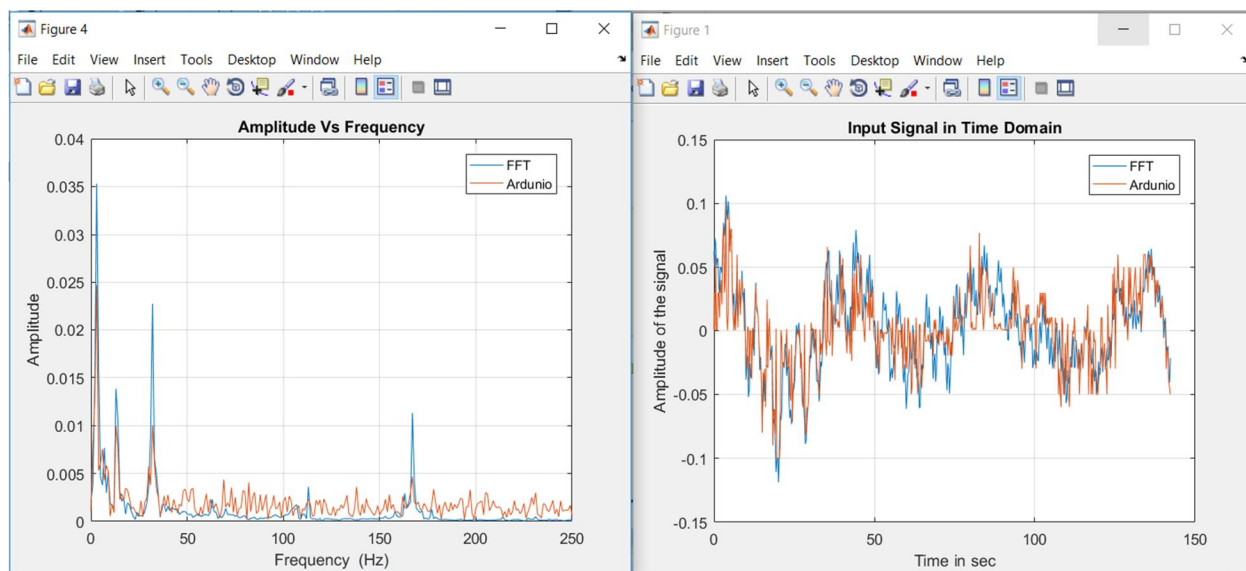 Figure 4
File Edit View Insert Tools Desktop Window Help
Amplitude Vs Frequency
0.04
0.035
0.03
0.025
0.02
0.015
0.01
0.005
0
Amplitude
FFT
Ardunio
0 50 100 150 200 250
Frequency (Hz)
Figure 1
File Edit View Insert Tools Desktop Window Help
Input Signal in Time Domain
0.15
0.1
0.05
0
-0.05
-0.1
-0.15
Amplitude of the signal
FFT
Ardunio
0 50 100 150
Time in sec